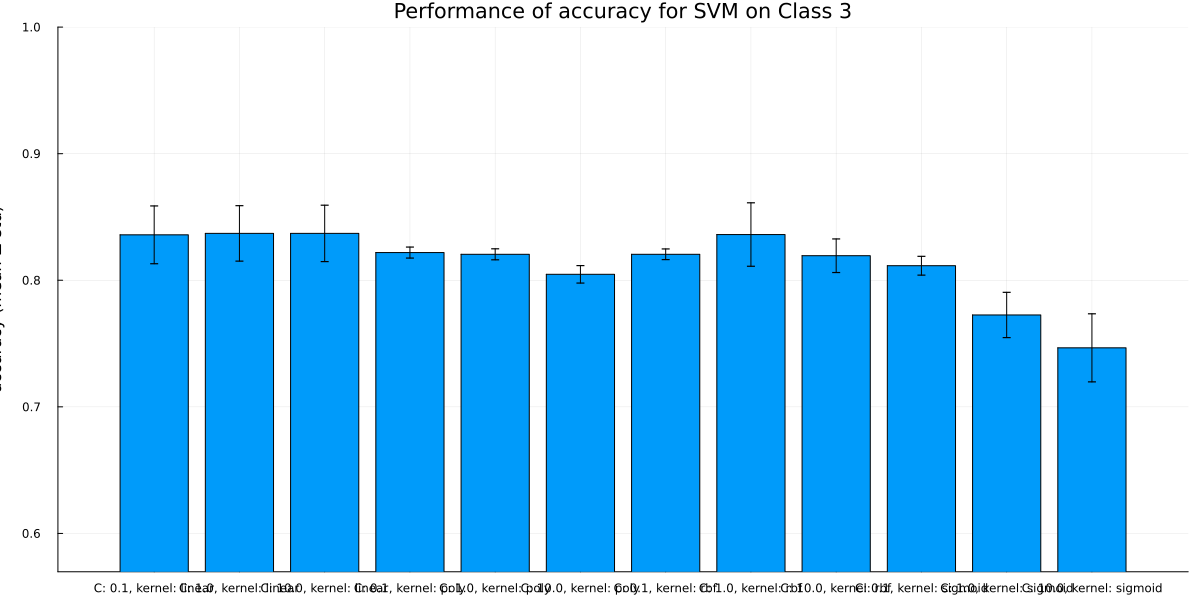 Performance of accuracy for SVM on Class 3
1.0
0.9
0.8
0.7
0.6
C: 0.1, kernel: linear
C: 1.0, kernel: linear
C: 10.0, kernel: linear
C: 0.1, kernel: poly
C: 1.0, kernel: poly
C: 10.0, kernel: poly
C: 0.1, kernel: rbf
C: 1.0, kernel: rbf
C: 10.0, kernel: rbf
C: 0.1, kernel: sigmoid
C: 1.0, kernel: sigmoid
C: 10.0, kernel: sigmoid